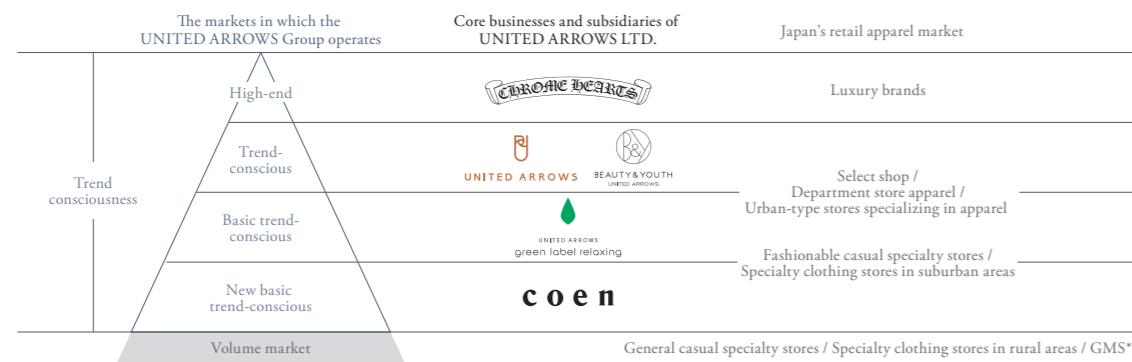 The markets in which the
UNITED ARROWS Group operates
Core businesses and subsidiaries of
UNITED ARROWS LTD.
Japan's retail apparel market
Trend
consciousness
High-end
CHROME HEARTS
Luxury brands
Trend-
conscious
UNITED ARROWS
B&Y
BEAUTY&YOUTH
UNITED ARROWS
Select shop /
Department store apparel /
Urban-type stores specializing in apparel
Basic trend-
conscious
UNITED ARROWS
green label relaxing
Fashionable casual specialty stores /
Specialty clothing stores in suburban areas
New basic
trend-conscious
coen
Volume market
General casual specialty stores / Specialty clothing stores in rural areas / GMS*